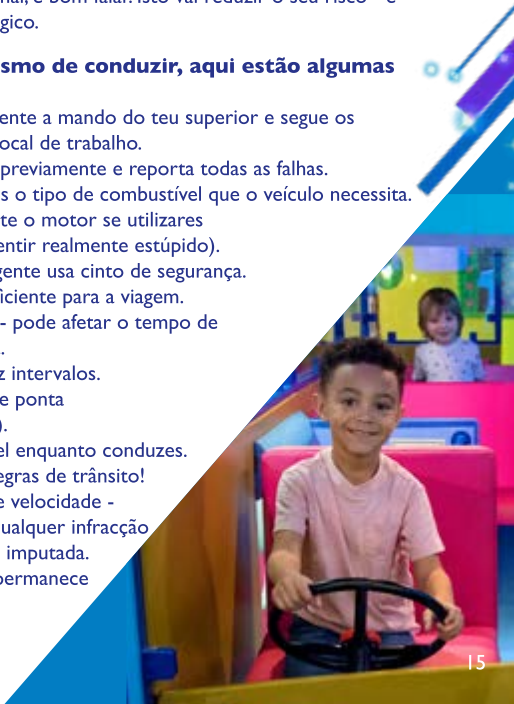 nal, é bom falar. Isto vai reduzir o seu risco - e
gico.
smo de conduzir, aqui estão algumas
ente a mando do teu superior e segue os
ocal de trabalho.
previamente e reporta todas as falhas.
s o tipo de combustível que o veículo necessita.
te o motor se utilizares
entir realmente estúpido).
gente usa cinto de segurança.
ficiente para a viagem.
- pode afetar o tempo de
.
z intervalos.
e ponta
).
el enquanto conduzes.
egras de trânsito!
e velocidade -
ualquer infracção
imputada.
permanece
15